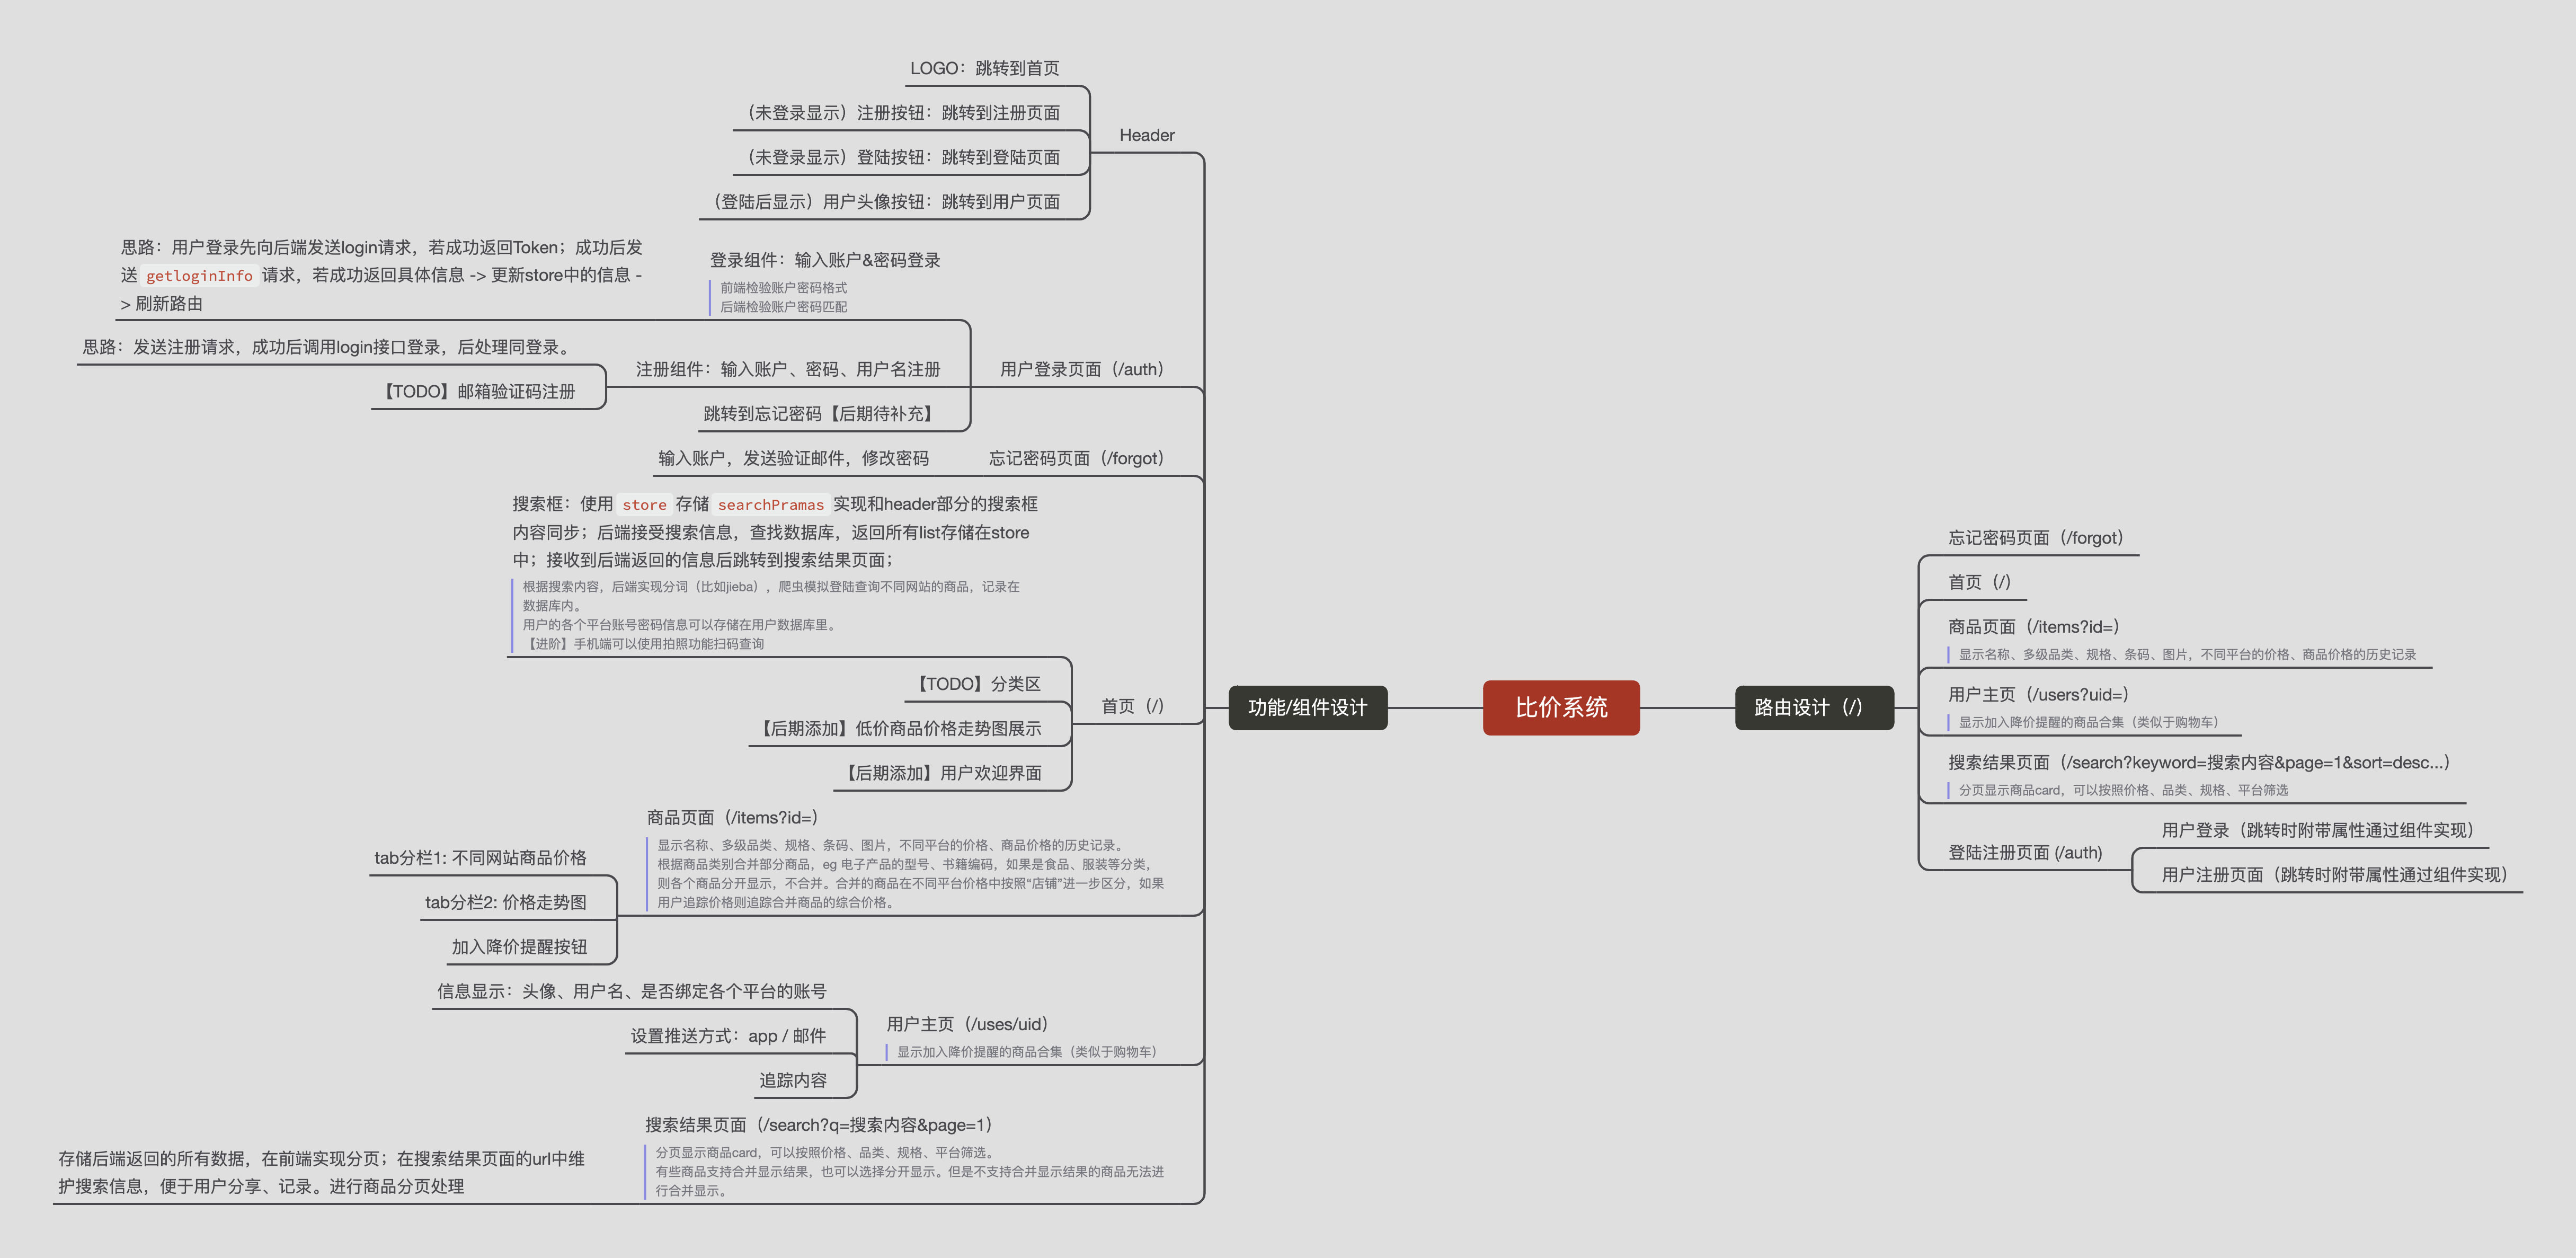 LOGO：跳转到首页
（未登录显示）注册按钮：跳转到注册页面
（未登录显示）登陆按钮：跳转到登陆页面
（登陆后显示）用户头像按钮：跳转到用户页面
Header
思路：用户登录先向后端发送login请求，若成功返回Token；成功后发
送 getloginInfo 请求，若成功返回具体信息 -> 更新store中的信息 -
> 刷新路由
登录组件：输入账户&密码登录
前端检验账户密码格式
后端检验账户密码匹配
思路：发送注册请求，成功后调用login接口登录，后处理同登录。
【TODO】邮箱验证码注册
注册组件：输入账户、密码、用户名注册
跳转到忘记密码【后期待补充】
用户登录页面（/auth）
输入账户，发送验证邮件，修改密码
忘记密码页面（/forgot）
搜索框：使用 store 存储 searchPramas 实现和header部分的搜索框
内容同步；后端接受搜索信息，查找数据库，返回所有list存储在store
中；接收到后端返回的信息后跳转到搜索结果页面；
根据搜索内容，后端实现分词（比如jieba），爬虫模拟登陆查询不同网站的商品，记录在
数据库内。
用户的各个平台账号密码信息可以存储在用户数据库里。
【进阶】手机端可以使用拍照功能扫码查询
【TODO】分类区
【后期添加】低价商品价格走势图展示
【后期添加】用户欢迎界面
首页（/）
商品页面（/items?id=）
显示名称、多级品类、规格、条码、图片，不同平台的价格、商品价格的历史记录。
根据商品类别合并部分商品，eg 电子产品的型号、书籍编码，如果是食品、服装等分类，
则各个商品分开显示，不合并。合并的商品在不同平台价格中按照“店铺”进一步区分，如果
用户追踪价格则追踪合并商品的综合价格。
tab分栏1: 不同网站商品价格
tab分栏2: 价格走势图
加入降价提醒按钮
信息显示：头像、用户名、是否绑定各个平台的账号
设置推送方式：app / 邮件
追踪内容
用户主页（/uses/uid）
显示加入降价提醒的商品合集（类似于购物车）
搜索结果页面（/search?q=搜索内容&page=1）
分页显示商品card，可以按照价格、品类、规格、平台筛选。
有些商品支持合并显示结果，也可以选择分开显示。但是不支持合并显示结果的商品无法进
行合并显示。
存储后端返回的所有数据，在前端实现分页；在搜索结果页面的url中维
护搜索信息，便于用户分享、记录。进行商品分页处理
功能/组件设计
比价系统
路由设计（/）
忘记密码页面（/forgot）
首页（/）
商品页面（/items?id=）
显示名称、多级品类、规格、条码、图片，不同平台的价格、商品价格的历史记录
用户主页（/users?uid=）
显示加入降价提醒的商品合集（类似于购物车）
搜索结果页面（/search?keyword=搜索内容&page=1&sort=desc...）
分页显示商品card，可以按照价格、品类、规格、平台筛选
登陆注册页面 (/auth)
用户登录（跳转时附带属性通过组件实现）
用户注册页面（跳转时附带属性通过组件实现）